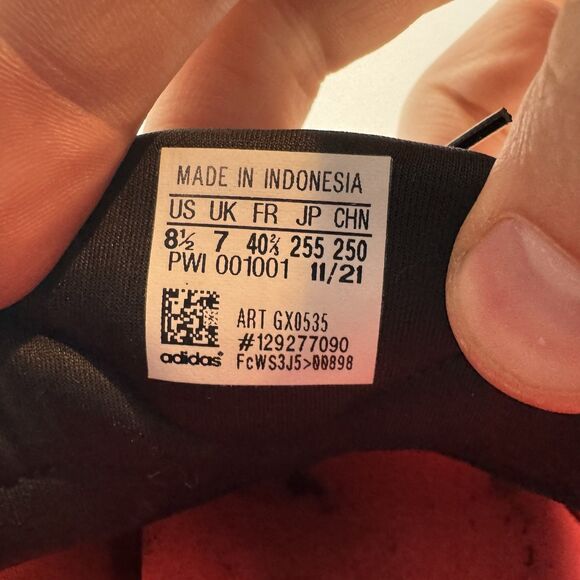 MADE IN INDONESIA
US UK FR JP CHN
8½ 7 40⅔ 255 250
PWI 001001 11/21
ART GX0535
#129277090
adidas® FcWS3J5>00898